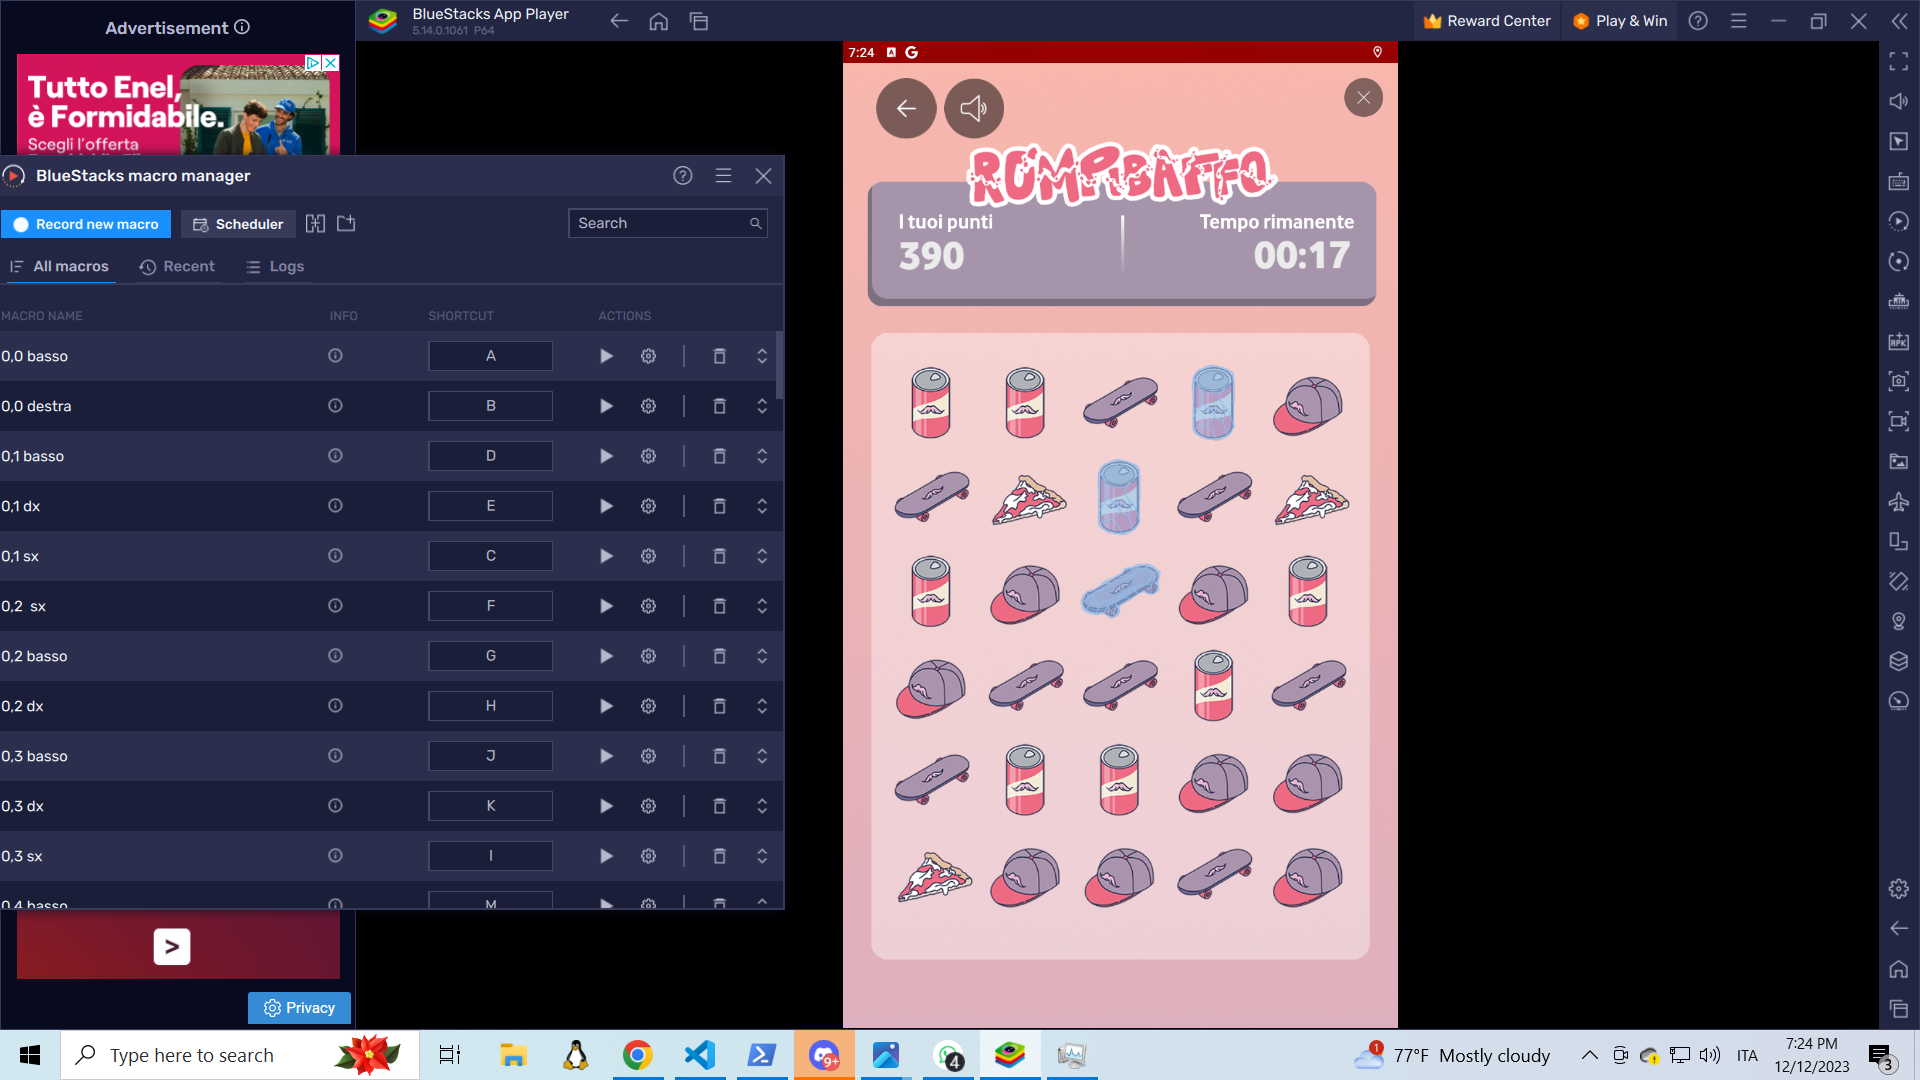 Advertisement
Tutto Enel,
è Formidabile.
Scegli l'offerta
BlueStacks App Player
5.14.0.1061 P64
Reward Center
Play & Win
BlueStacks macro manager
Record new macro
Scheduler
Search
All macros
Recent
Logs
MACRO NAME INFO SHORTCUT ACTIONS
0,0 basso A
0,0 destra B
0,1 basso D
0,1 dx E
0,1 sx C
0,2 sx F
0,2 basso G
0,2 dx H
0,3 basso J
0,3 dx K
0,3 sx I
0,4 basso M
>
Privacy
7:24
ROMPIBAFFO
I tuoi punti
390
Tempo rimanente
00:17
Type here to search
9+
4
1
77°F Mostly cloudy
ITA
7:24 PM
12/12/2023
3